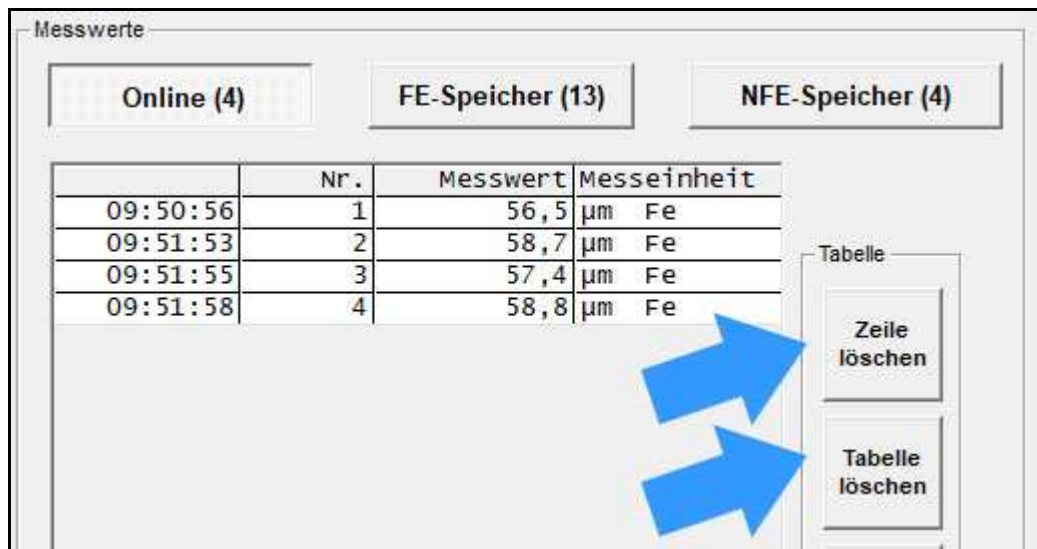 Messwerte
Online (4) FE-Speicher (13) NFE-Speicher (4)
Nr. Messwert Messeinheit
09:50:56 1 56,5 µm Fe
09:51:53 2 58,7 µm Fe
09:51:55 3 57,4 µm Fe
09:51:58 4 58,8 µm Fe
Tabelle
Zeile
löschen
Tabelle
löschen